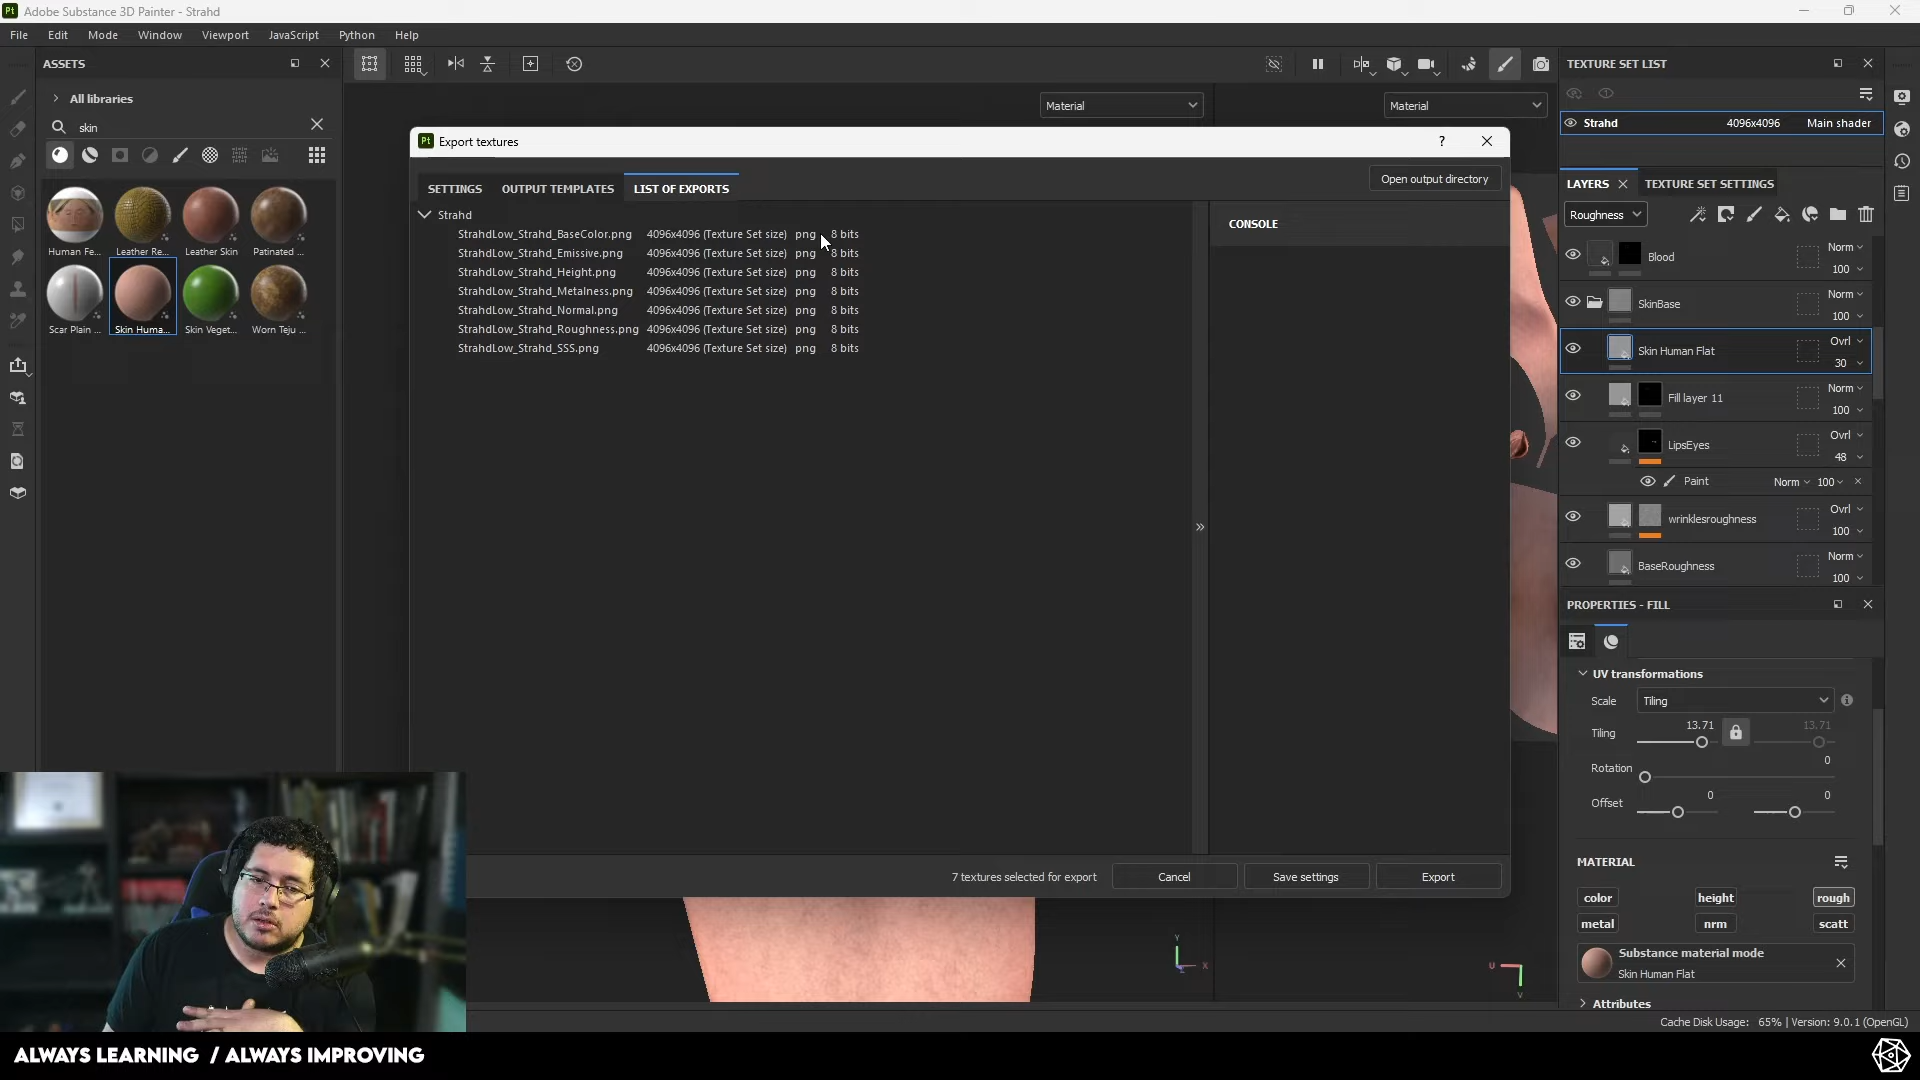 Pt Adobe Substance 3D Painter - Strahd
File Edit Mode Window Viewport JavaScript Python Help
ASSETS
All libraries
skin
Human Fe...
Leather Re...
Leather Skin
Patinated ...
Scar Plain ...
Skin Huma...
Skin Veget...
Worn Teju ...
Material
Material
Pt Export textures
?
SETTINGS OUTPUT TEMPLATES LIST OF EXPORTS
Open output directory
Strahd
StrahdLow_Strahd_BaseColor.png 4096x4096 (Texture Set size) png 8 bits
StrahdLow_Strahd_Emissive.png 4096x4096 (Texture Set size) png 8 bits
StrahdLow_Strahd_Height.png 4096x4096 (Texture Set size) png 8 bits
StrahdLow_Strahd_Metalness.png 4096x4096 (Texture Set size) png 8 bits
StrahdLow_Strahd_Normal.png 4096x4096 (Texture Set size) png 8 bits
StrahdLow_Strahd_Roughness.png 4096x4096 (Texture Set size) png 8 bits
StrahdLow_Strahd_SSS.png 4096x4096 (Texture Set size) png 8 bits
CONSOLE
7 textures selected for export
Cancel
Save settings
Export
Y
X
U
V
TEXTURE SET LIST
Strahd 4096x4096 Main shader
LAYERS TEXTURE SET SETTINGS
Roughness
Blood Norm 100
SkinBase Norm 100
Skin Human Flat Ovrl 30
Fill layer 11 Norm 100
LipsEyes Ovrl 48
Paint Norm 100
wrinklesroughness Ovrl 100
BaseRoughness Norm 100
PROPERTIES - FILL
UV transformations
Scale Tiling
Tiling 13.71 13.71
Rotation 0
Offset 0 0
MATERIAL
color height rough
metal nrm scatt
Substance material mode
Skin Human Flat
Attributes
Cache Disk Usage: 65% | Version: 9.0.1 (OpenGL)
ALWAYS LEARNING / ALWAYS IMPROVING